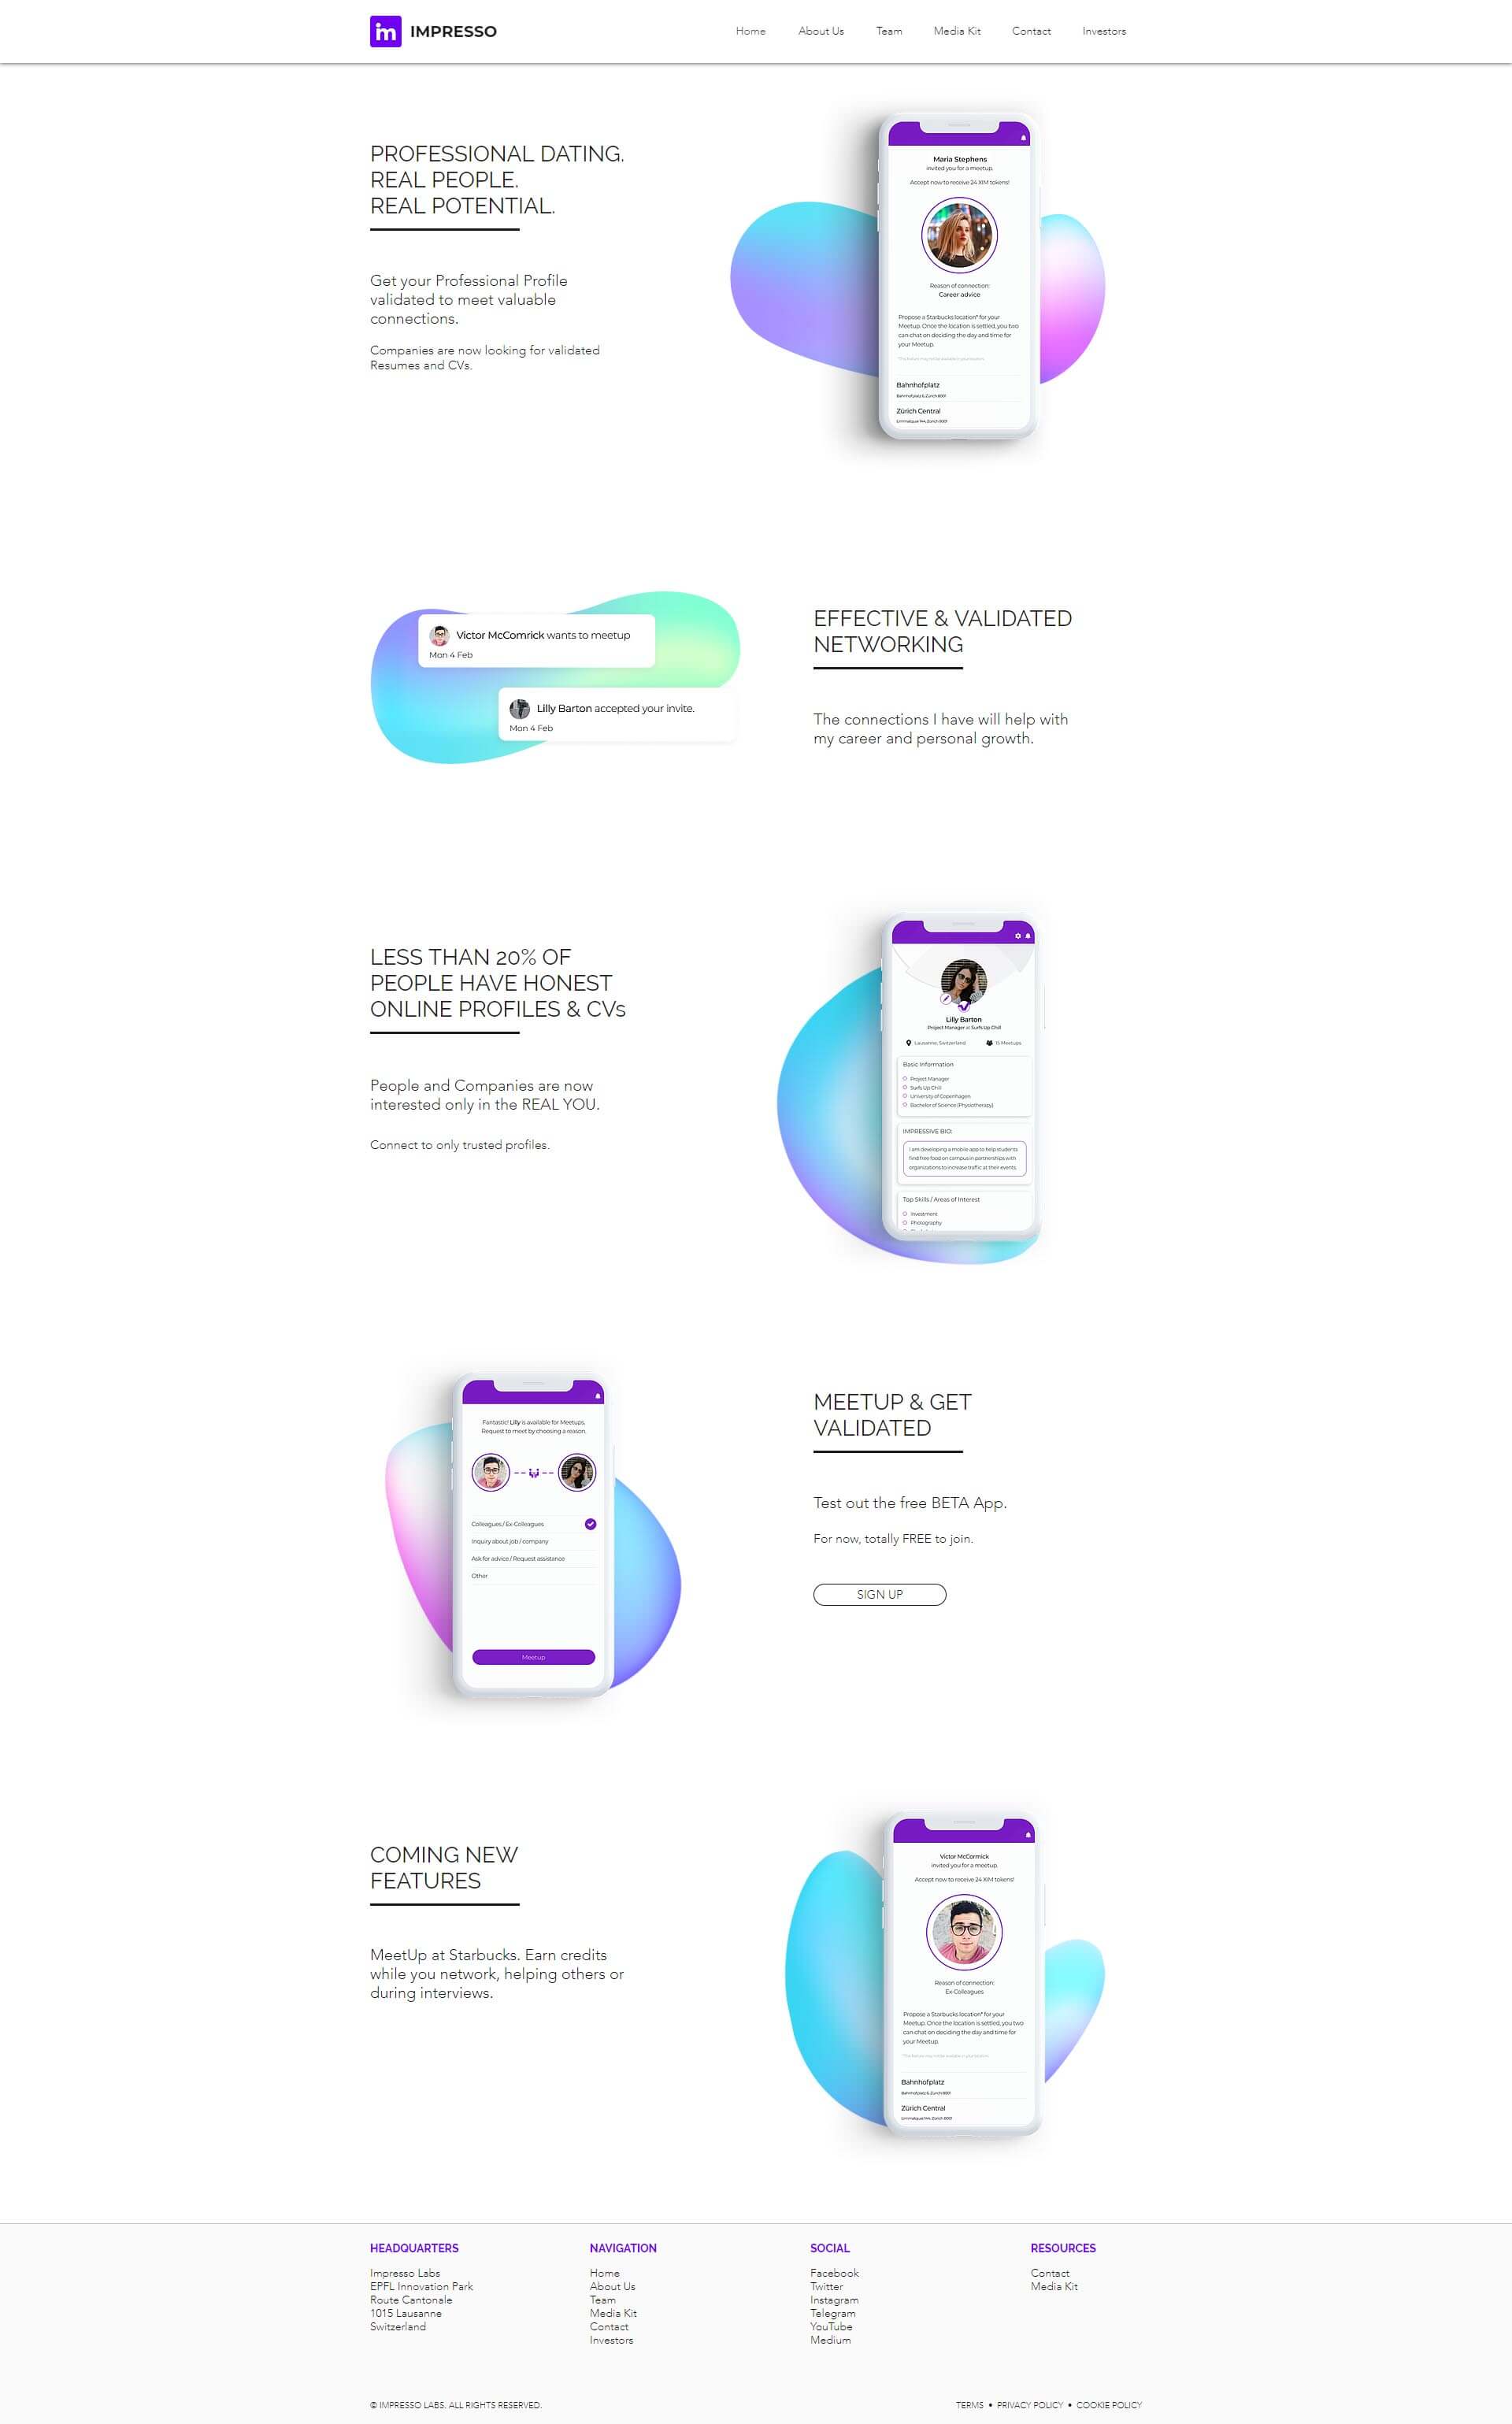 im IMPRESSO
Home About Us Team Media Kit Contact Investors
PROFESSIONAL DATING.
REAL PEOPLE.
REAL POTENTIAL.
Get your Professional Profile
validated to meet valuable
connections.
Companies are now looking for validated
Resumes and CVs.
Maria Stephens
invited you for a meetup.
Accept now to receive 24 XIM tokens!
Reason of connection:
Career advice
Propose a Starbucks location* for your
Meetup. Once the location is settled, you two
can chat on deciding the day and time for
your Meetup.
Bahnhofplatz
Zürich Central
Victor McComrick wants to meetup
Mon 4 Feb
Lilly Barton accepted your invite.
Mon 4 Feb
EFFECTIVE & VALIDATED
NETWORKING
The connections I have will help with
my career and personal growth.
LESS THAN 20% OF
PEOPLE HAVE HONEST
ONLINE PROFILES & CVs
People and Companies are now
interested only in the REAL YOU.
Connect to only trusted profiles.
Lilly Barton
Project Manager at Surfs Up Chill
Lausanne, Switzerland 15 Meetups
Basic Information
Project Manager
Surfs Up Chill
University of Copenhagen
Bachelor of Science (Physiotherapy)
IMPRESSIVE BIO:
I am developing a mobile app to help students
find free food on campus in partnerships with
organizations to increase traffic at their events.
Top Skills / Areas of Interest
Investment
Photography
Fantastic! Lilly is available for Meetups.
Request to meet by choosing a reason.
Colleagues / Ex-Colleagues
Inquiry about job / company
Ask for advice / Request assistance
Other
Meetup
MEETUP & GET
VALIDATED
Test out the free BETA App.
For now, totally FREE to join.
SIGN UP
COMING NEW
FEATURES
MeetUp at Starbucks. Earn credits
while you network, helping others or
during interviews.
Victor McCormick
invited you for a meetup.
Accept now to receive 24 XIM tokens!
Reason of connection:
Ex-Colleagues
Propose a Starbucks location* for your
Meetup. Once the location is settled, you two
can chat on deciding the day and time for
your Meetup.
Bahnhofplatz
Zürich Central
HEADQUARTERS
Impresso Labs
EPFL Innovation Park
Route Cantonale
1015 Lausanne
Switzerland
NAVIGATION
Home
About Us
Team
Media Kit
Contact
Investors
SOCIAL
Facebook
Twitter
Instagram
Telegram
YouTube
Medium
RESOURCES
Contact
Media Kit
© IMPRESSO LABS. ALL RIGHTS RESERVED.
TERMS • PRIVACY POLICY • COOKIE POLICY